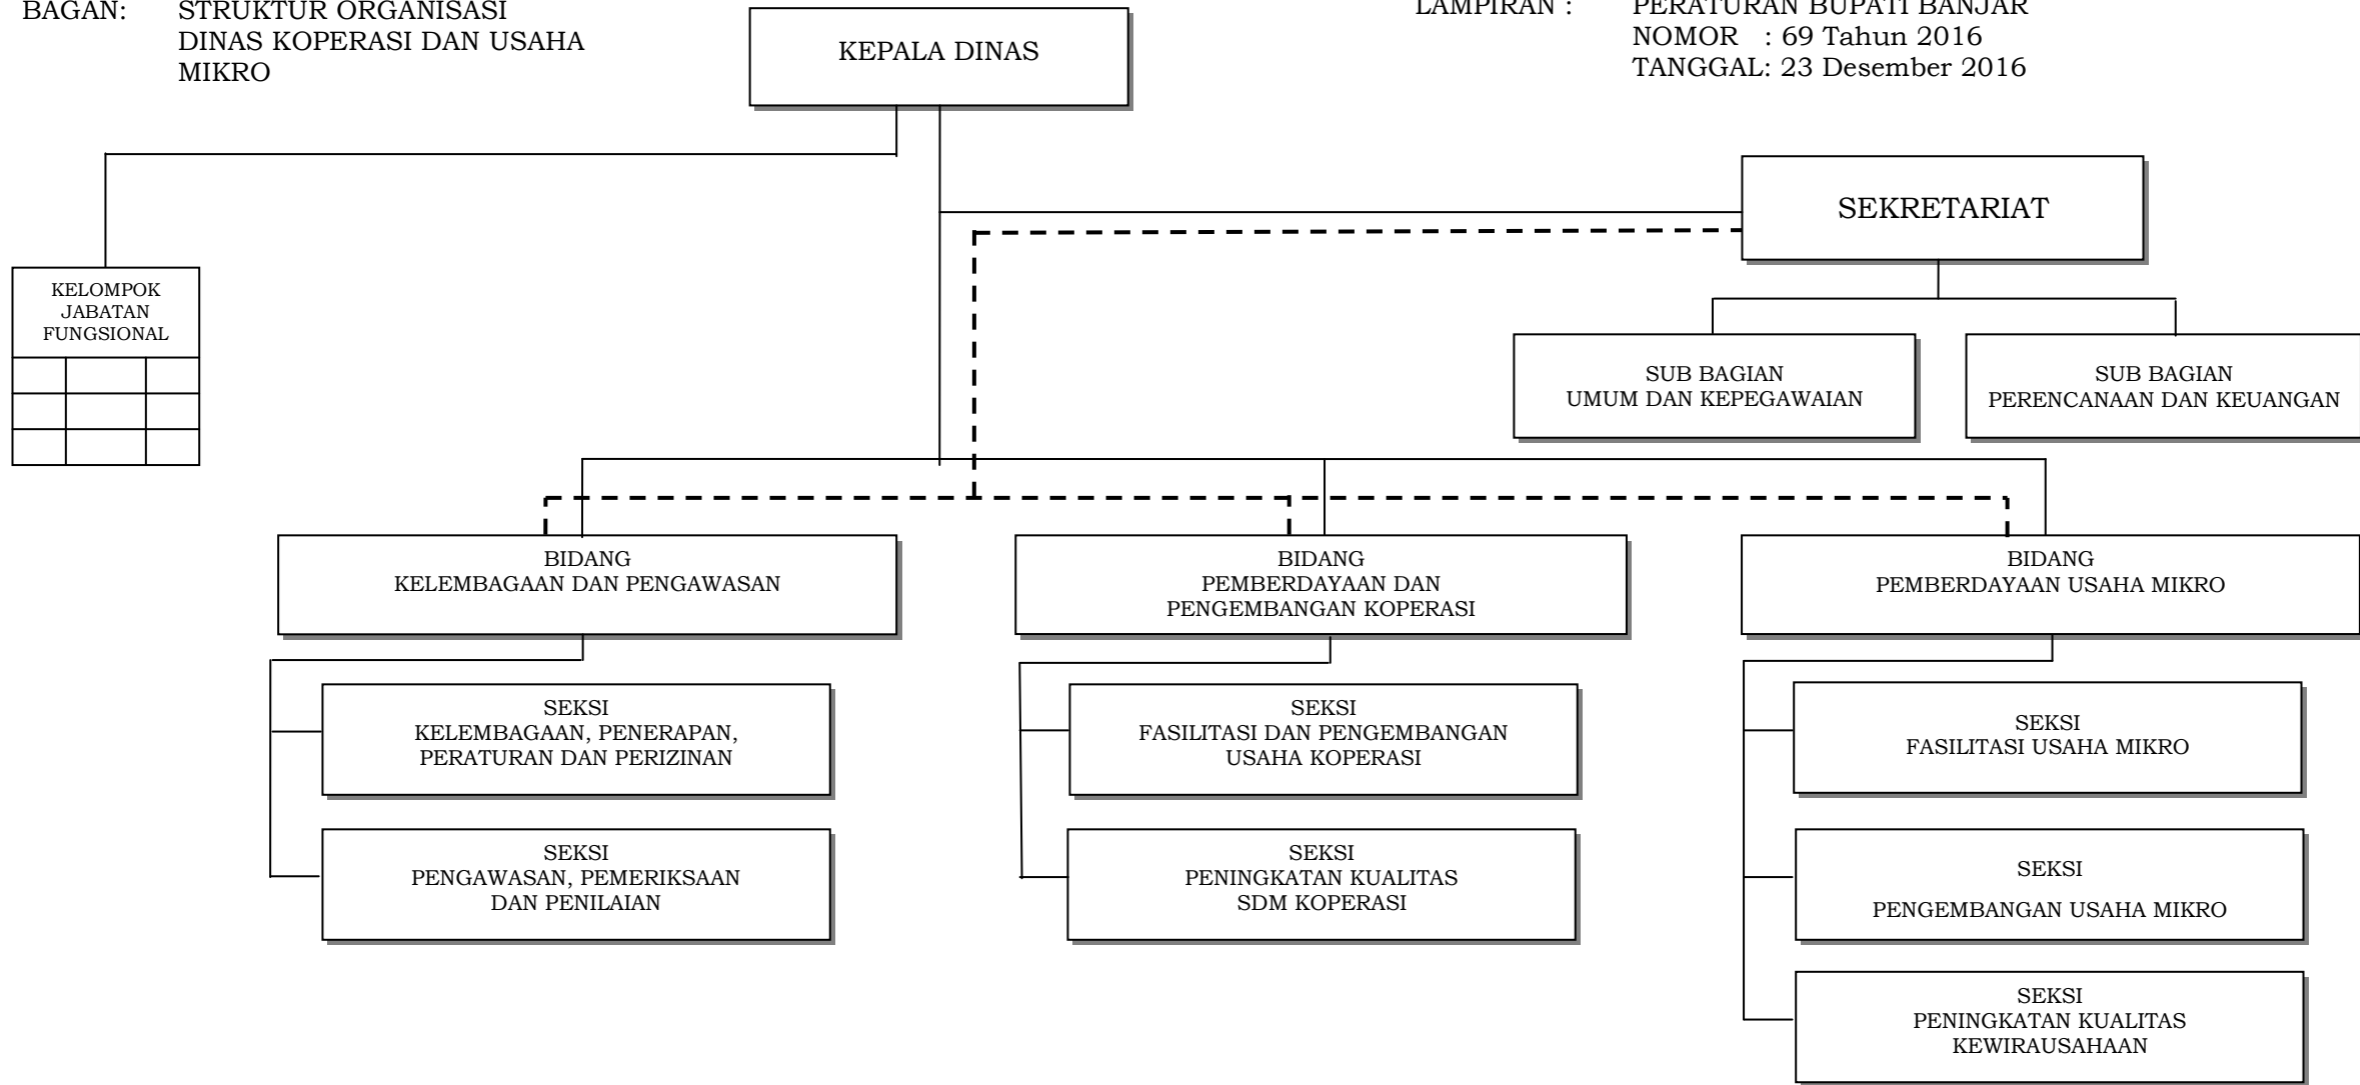 BAGAN: STRUKTUR ORGANISASI
DINAS KOPERASI DAN USAHA
MIKRO
LAMPIRAN : PERATURAN BUPATI BANJAR
NOMOR : 69 Tahun 2016
TANGGAL: 23 Desember 2016
KEPALA DINAS
SEKRETARIAT
KELOMPOK
JABATAN
FUNGSIONAL
SUB BAGIAN
UMUM DAN KEPEGAWAIAN
SUB BAGIAN
PERENCANAAN DAN KEUANGAN
BIDANG
KELEMBAGAAN DAN PENGAWASAN
BIDANG
PEMBERDAYAAN DAN
PENGEMBANGAN KOPERASI
BIDANG
PEMBERDAYAAN USAHA MIKRO
SEKSI
KELEMBAGAAN, PENERAPAN,
PERATURAN DAN PERIZINAN
SEKSI
FASILITASI DAN PENGEMBANGAN
USAHA KOPERASI
SEKSI
FASILITASI USAHA MIKRO
SEKSI
PENGAWASAN, PEMERIKSAAN
DAN PENILAIAN
SEKSI
PENINGKATAN KUALITAS
SDM KOPERASI
SEKSI
PENGEMBANGAN USAHA MIKRO
SEKSI
PENINGKATAN KUALITAS
KEWIRAUSAHAAN